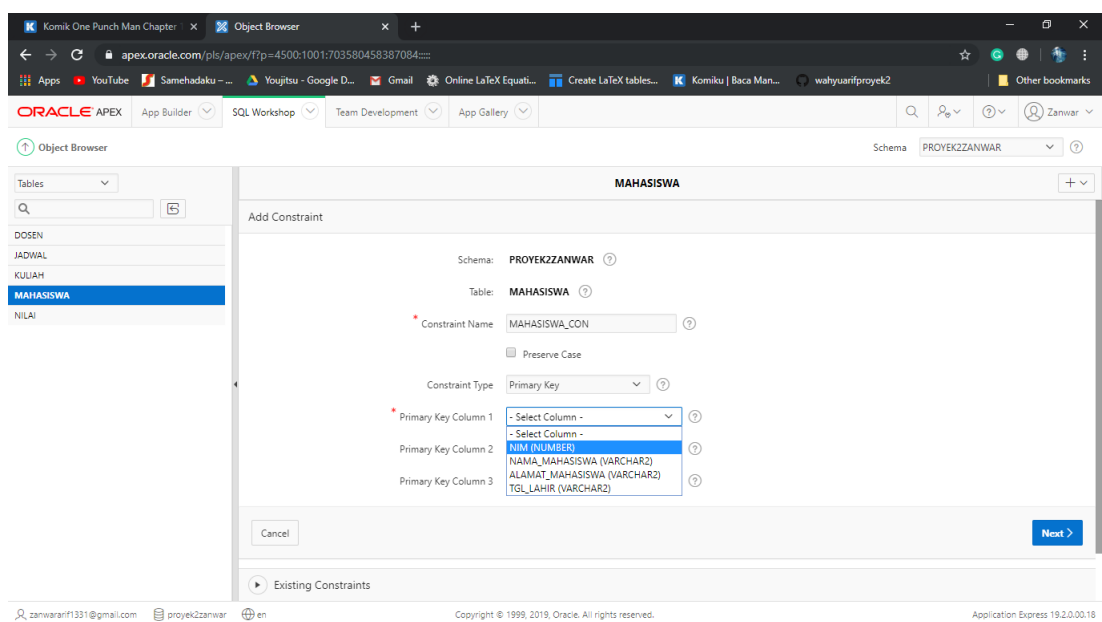 Komik One Punch Man Chapter
Object Browser
apex.oracle.com/pls/apex/f?p=4500:1001:703580458387084:::::
Apps
YouTube
Samehadaku – ...
Youjitsu - Google D...
Gmail
Online LaTeX Equati...
Create LaTeX tables...
Komiku | Baca Man...
wahyuarifproyek2
Other bookmarks
ORACLE APEX
App Builder
SQL Workshop
Team Development
App Gallery
Zanwar
Object Browser
Schema
PROYEK2ZANWAR
Tables
DOSEN
JADWAL
KULIAH
MAHASISWA
NILAI
MAHASISWA
Add Constraint
Schema: PROYEK2ZANWAR
Table: MAHASISWA
* Constraint Name MAHASISWA_CON
Preserve Case
Constraint Type Primary Key
* Primary Key Column 1 - Select Column -
- Select Column -
NIM (NUMBER)
NAMA_MAHASISWA (VARCHAR2)
ALAMAT_MAHASISWA (VARCHAR2)
TGL_LAHIR (VARCHAR2)
Primary Key Column 2
Primary Key Column 3
Cancel
Next >
Existing Constraints
zanwararif1331@gmail.com
proyek2zanwar
en
Copyright © 1999, 2019, Oracle. All rights reserved.
Application Express 19.2.0.00.18